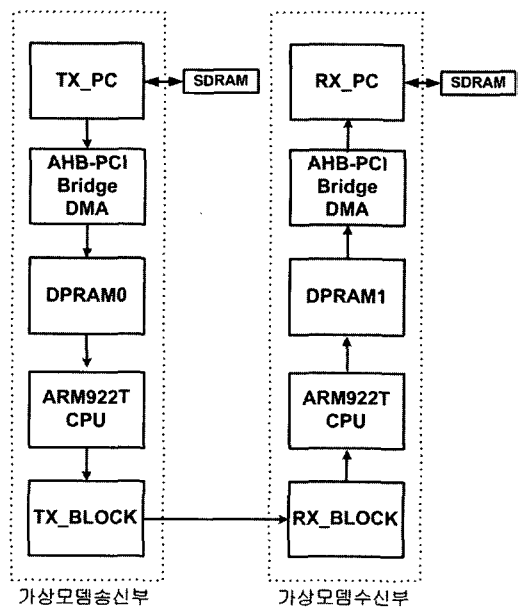 TX_PC
SDRAM
AHB-PCI
Bridge
DMA
DPRAM0
ARM922T
CPU
TX_BLOCK
가상모뎀송신부
RX_PC
SDRAM
AHB-PCI
Bridge
DMA
DPRAM1
ARM922T
CPU
RX_BLOCK
가상모뎀수신부